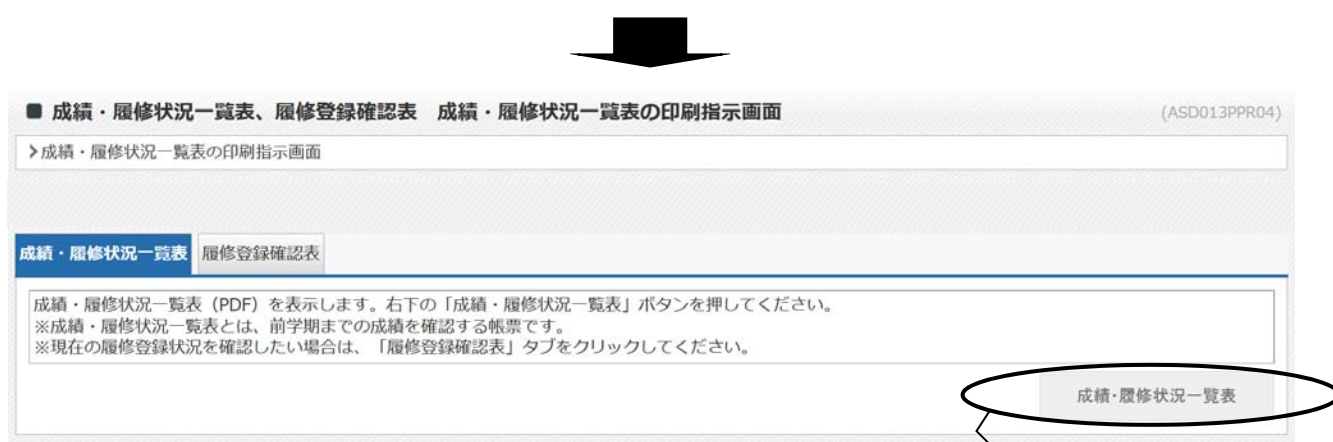 ■ 成績・履修状況一覧表、履修登録確認表　成績・履修状況一覧表の印刷指示画面
(ASD013PPR04)
>成績・履修状況一覧表の印刷指示画面
成績・履修状況一覧表 履修登録確認表
成績・履修状況一覧表（PDF）を表示します。右下の「成績・履修状況一覧表」ボタンを押してください。
※成績・履修状況一覧表とは、前学期までの成績を確認する帳票です。
※現在の履修登録状況を確認したい場合は、「履修登録確認表」タブをクリックしてください。
成績・履修状況一覧表